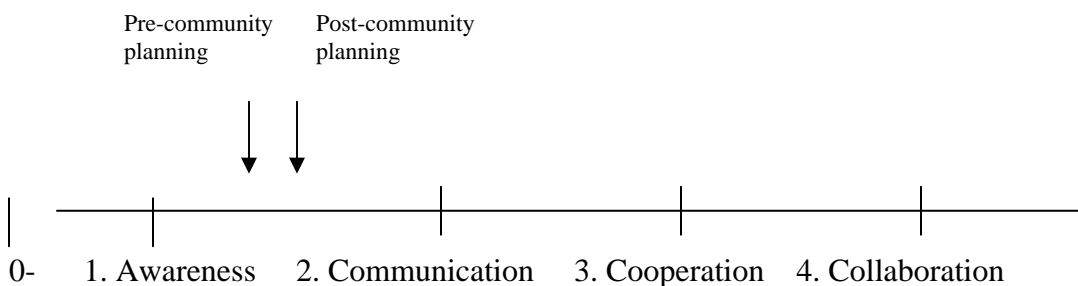 Pre-community
planning
Post-community
planning
0-
1. Awareness
2. Communication
3. Cooperation
4. Collaboration